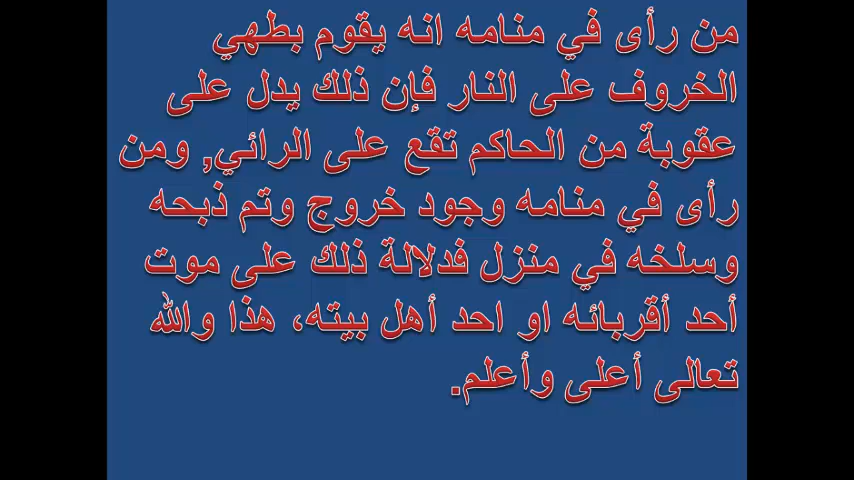 من رأى في منامه انه يقوم بطهي
الخروف على النار فإن ذلك يدل على
عقوبة من الحاكم تقع على الرائي, ومن
رأى في منامه وجود خروج وتم ذبحه
وسلخه في منزل فدلالة ذلك على موت
أحد أقربائه او احد أهل بيته، هذا والله
تعالى أعلى وأعلم.